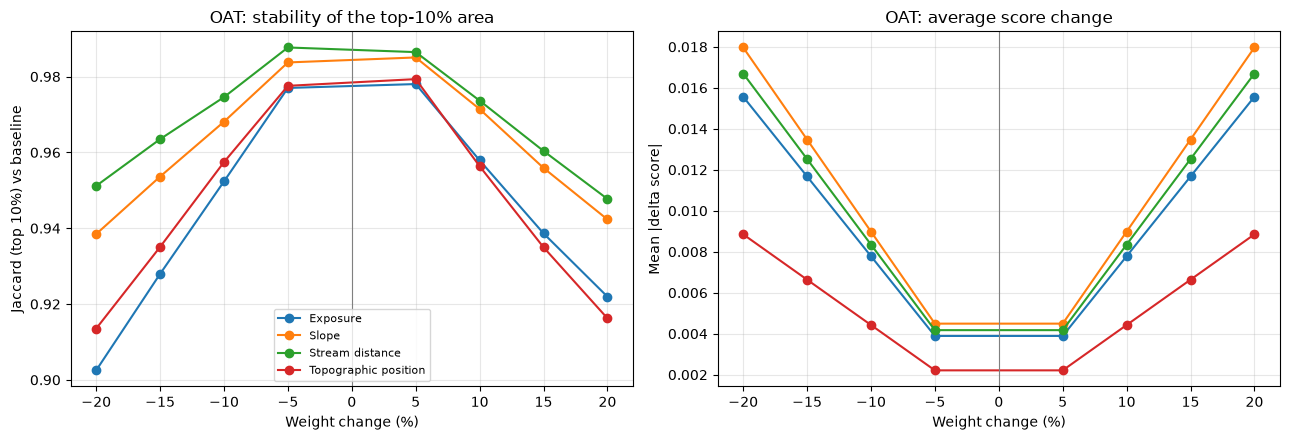 OAT: stability of the top-10% area
Jaccard (top 10%) vs baseline
0.98
0.96
0.94
0.92
0.90
Exposure
Slope
Stream distance
Topographic position
−20 −15 −10 −5 0 5 10 15 20
Weight change (%)
OAT: average score change
Mean |delta score|
0.018
0.016
0.014
0.012
0.010
0.008
0.006
0.004
0.002
−20 −15 −10 −5 0 5 10 15 20
Weight change (%)